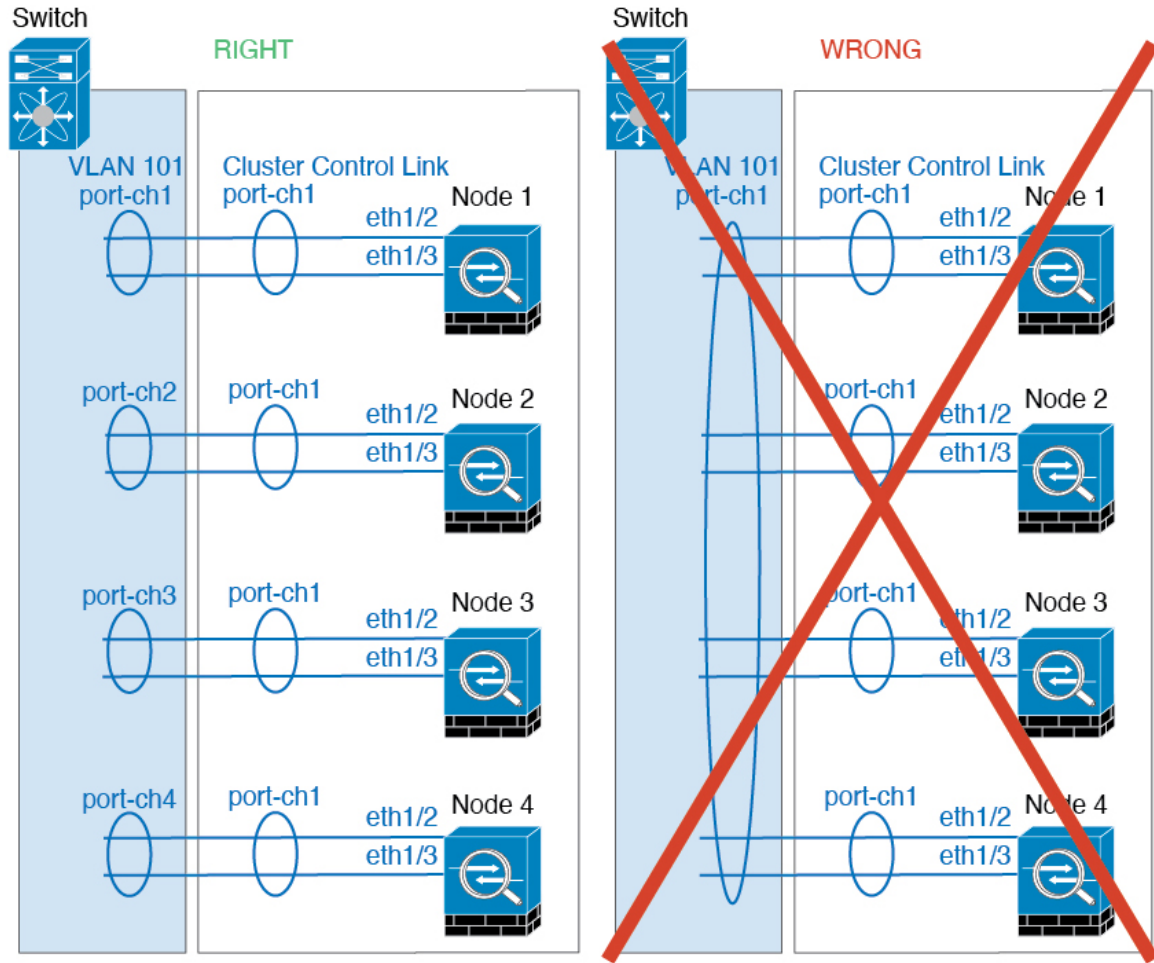 Switch
RIGHT
VLAN 101
port-ch1
Cluster Control Link
port-ch1
Node 1
eth1/2
eth1/3
port-ch2
port-ch1
Node 2
eth1/2
eth1/3
port-ch3
port-ch1
Node 3
eth1/2
eth1/3
port-ch4
port-ch1
Node 4
eth1/2
eth1/3
Switch
WRONG
VLAN 101
port-ch1
Cluster Control Link
port-ch1
Node 1
eth1/2
eth1/3
port-ch1
Node 2
eth1/2
eth1/3
port-ch1
Node 3
eth1/2
eth1/3
port-ch1
Node 4
eth1/2
eth1/3